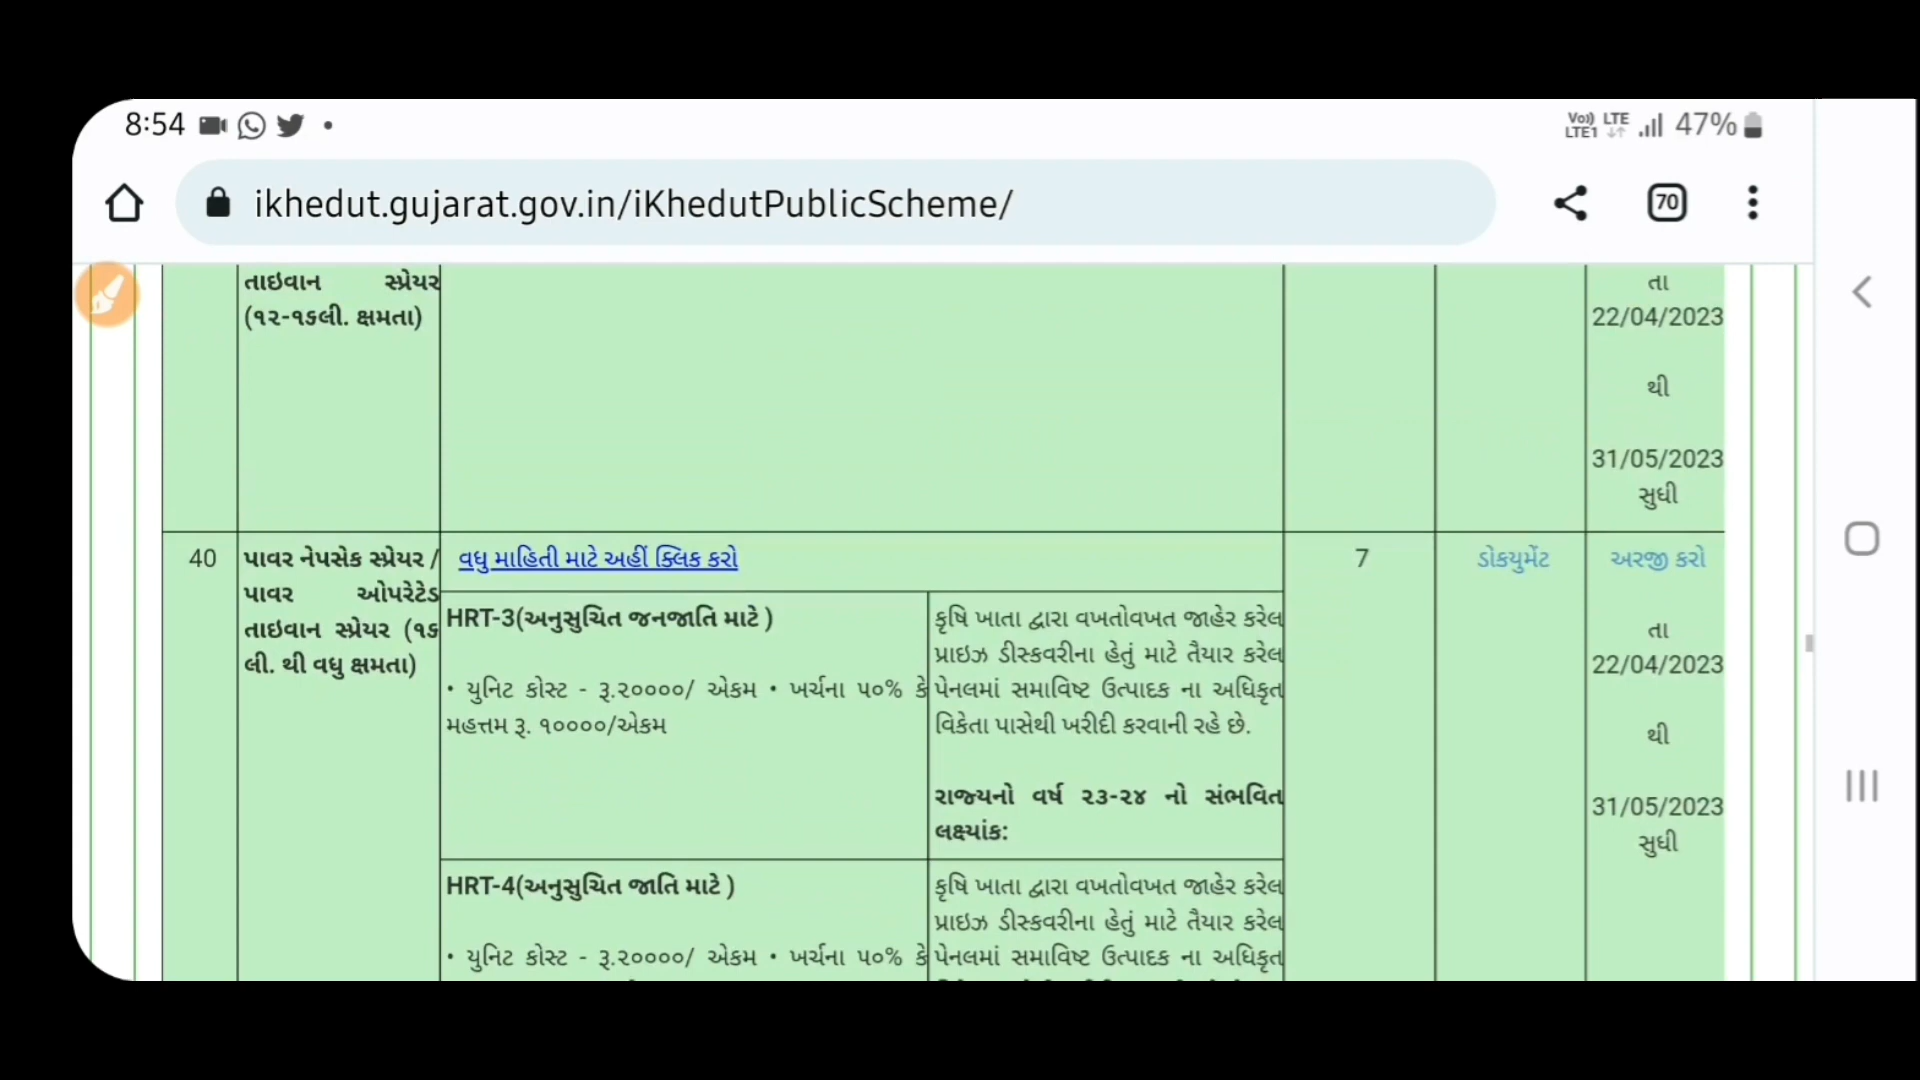 8:54
Vo) LTE LTE1 47%
ikhedut.gujarat.gov.in/iKhedutPublicScheme/
70
તાઇવાન સ્પ્રેયર
(૧૨-૧૬લી. ક્ષમતા)
તા
22/04/2023
થી
31/05/2023
સુધી
40
પાવર નેપસેક સ્પ્રેયર /
પાવર ઓપરેટેડ
તાઇવાન સ્પ્રેયર (૧૬
લી. થી વધુ ક્ષમતા)
વધુ માહિતી માટે અહીં ક્લિક કરો
HRT-3(અનુસુચિત જનજાતિ માટે )
• યુનિટ કોસ્ટ - રૂ.૨૦૦૦૦/ એકમ • ખર્ચના ૫૦% કે
મહત્તમ રૂ. ૧૦૦૦૦/એકમ
કૃષિ ખાતા દ્વારા વખતોવખત જાહેર કરેલ
પ્રાઇઝ ડીસ્કવરીના હેતું માટે તૈયાર કરેલ
પેનલમાં સમાવિષ્ટ ઉત્પાદક ના અધિકૃત
વિકેતા પાસેથી ખરીદી કરવાની રહે છે.
રાજ્યનો વર્ષ ૨૩-૨૪ નો સંભવિત
લક્ષ્યાંક:
HRT-4(અનુસુચિત જાતિ માટે )
• યુનિટ કોસ્ટ - રૂ.૨૦૦૦૦/ એકમ • ખર્ચના ૫૦% કે
કૃષિ ખાતા દ્વારા વખતોવખત જાહેર કરેલ
પ્રાઇઝ ડીસ્કવરીના હેતું માટે તૈયાર કરેલ
પેનલમાં સમાવિષ્ટ ઉત્પાદક ના અધિકૃત
7
ડોકયુમેંટ
અરજી કરો
તા
22/04/2023
થી
31/05/2023
સુધી